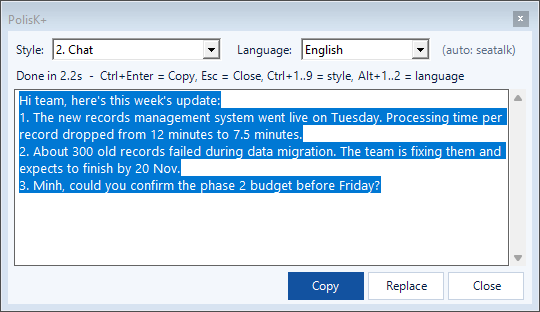 PolisK+
Style: 2. Chat Language: English (auto: seatalk)
Done in 2.2s - Ctrl+Enter = Copy, Esc = Close, Ctrl+1..9 = style, Alt+1..2 = language
Hi team, here's this week's update:
1. The new records management system went live on Tuesday. Processing time per
record dropped from 12 minutes to 7.5 minutes.
2. About 300 old records failed during data migration. The team is fixing them and
expects to finish by 20 Nov.
3. Minh, could you confirm the phase 2 budget before Friday?
Copy Replace Close